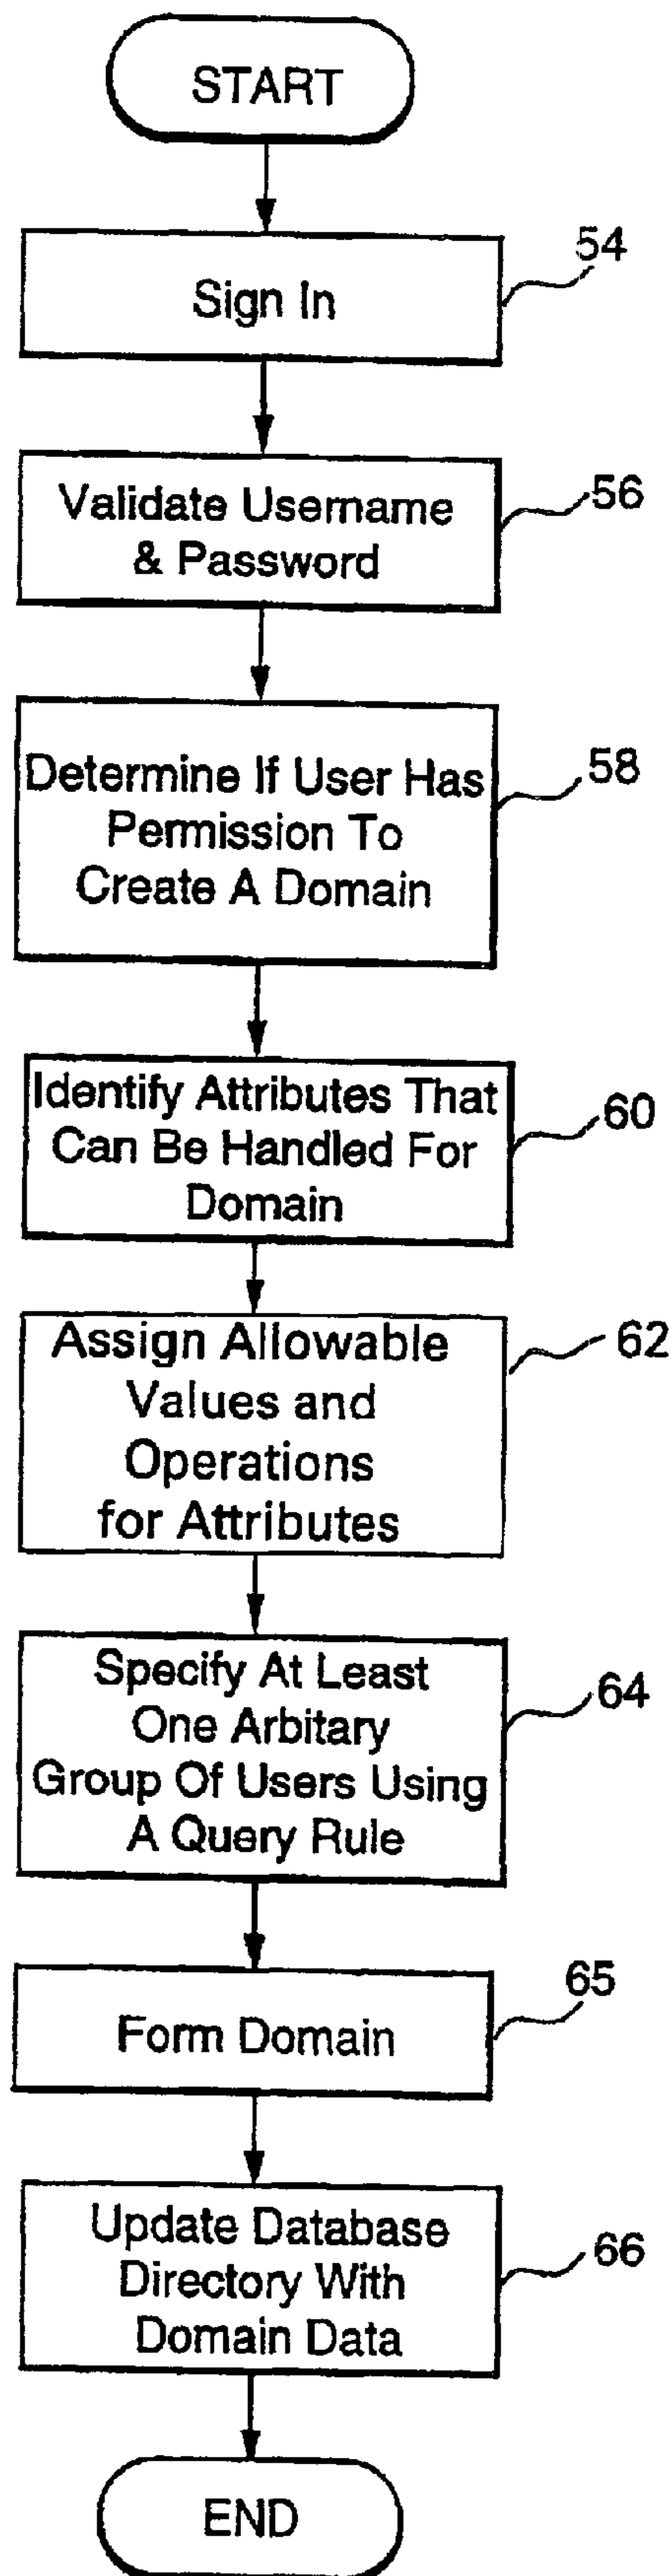 START
Sign In
54
Validate Username
& Password
56
Determine If User Has
Permission To
Create A Domain
58
Identify Attributes That
Can Be Handled For
Domain
60
Assign Allowable
Values and
Operations
for Attributes
62
Specify At Least
One Arbitary
Group Of Users Using
A Query Rule
64
Form Domain
65
Update Database
Directory With
Domain Data
66
END